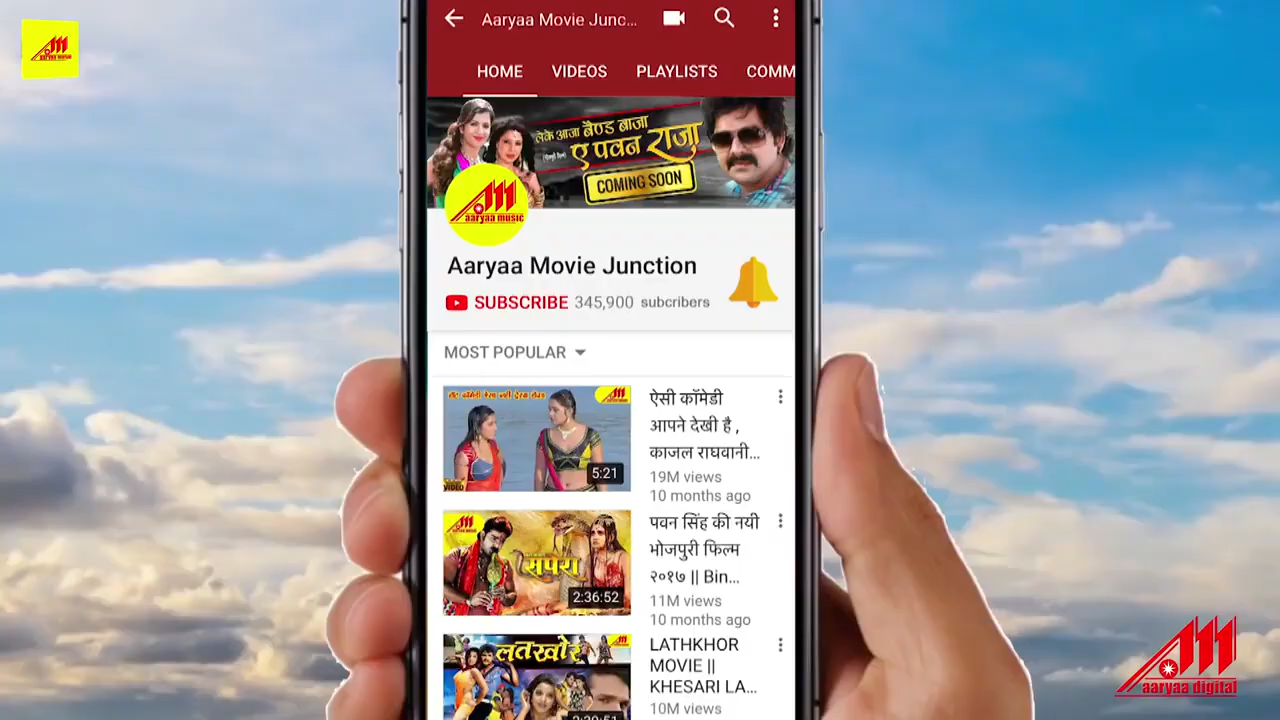 aaryaa music
Aaryaa Movie Junc...
HOME VIDEOS PLAYLISTS COMM
लेके आजा बैण्ड बाजा
ए पवन राजा
COMING SOON
aaryaa music
Aaryaa Movie Junction
SUBSCRIBE 345,900 subcribers
MOST POPULAR
5:21
ऐसी कॉमेडी
आपने देखी है ,
काजल राघवानी...
19M views
10 months ago
सपेरा
2:36:52
पवन सिंह की नयी
भोजपुरी फिल्म
२०१७ || Bin...
11M views
10 months ago
लतखोर
LATHKHOR
MOVIE ||
KHESARI LA...
10M views
aaryaa digital